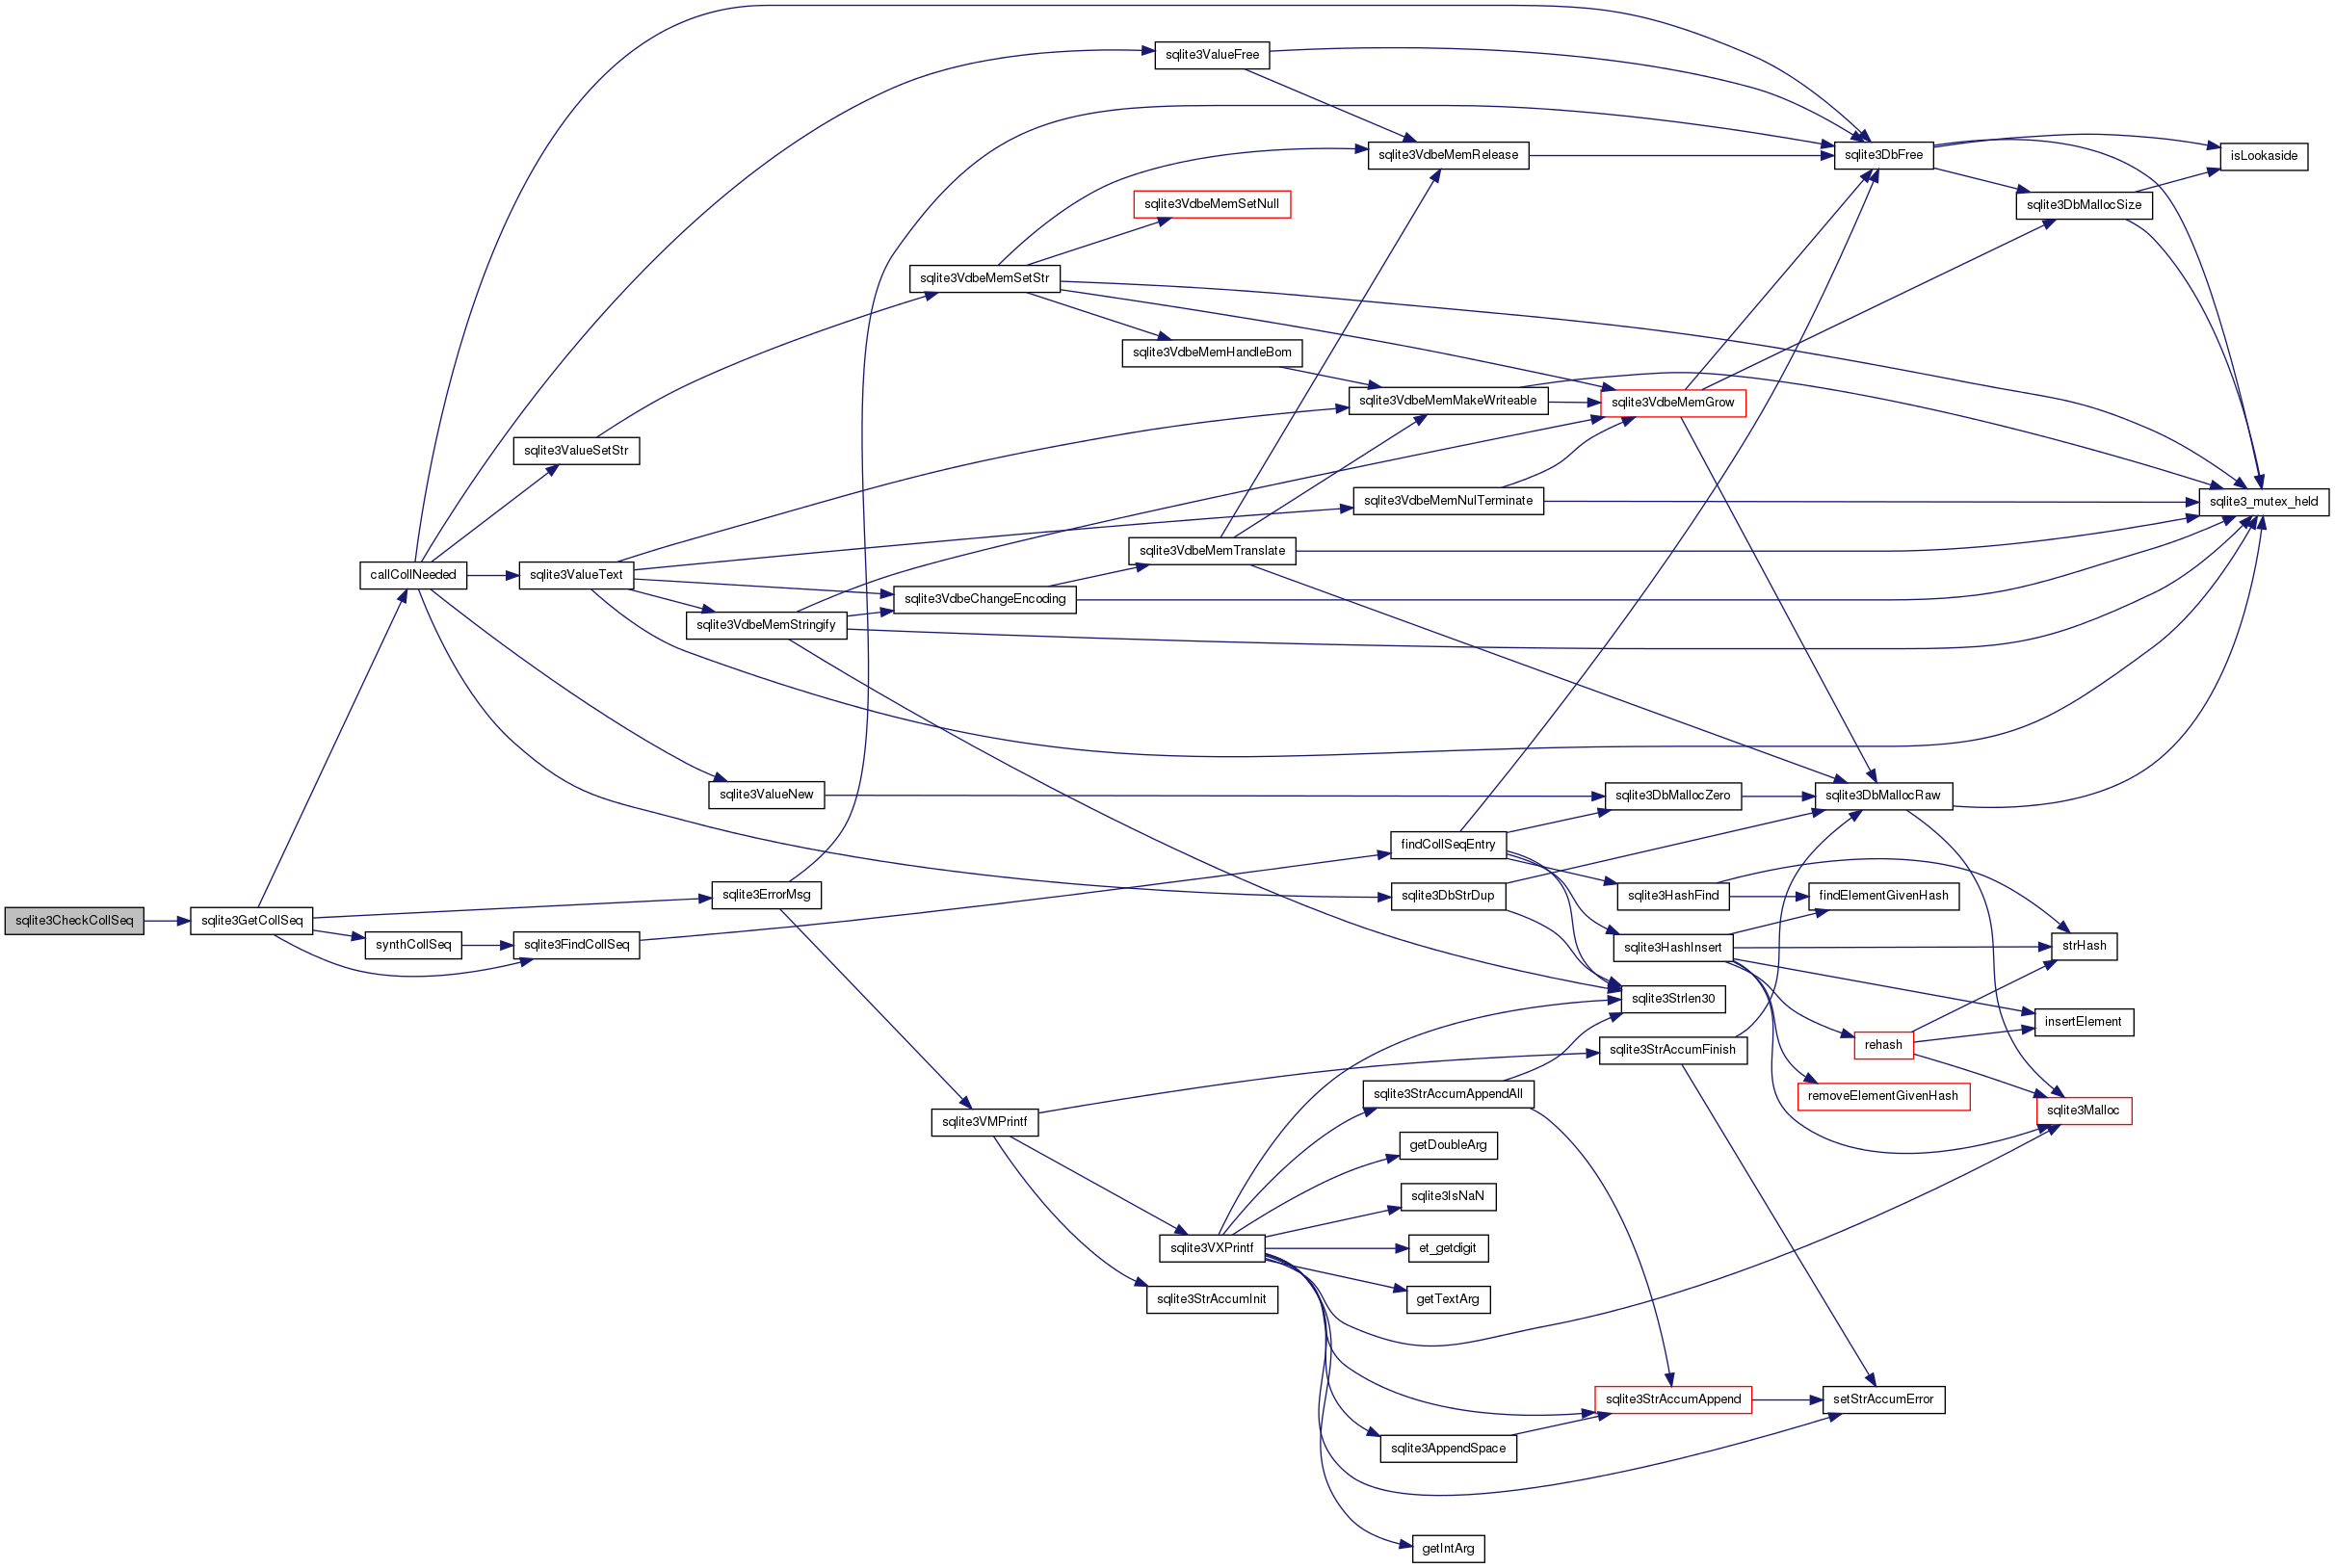 sqlite3ValueFree
sqlite3VdbeMemRelease
sqlite3DbFree
isLookaside
sqlite3VdbeMemSetNull
sqlite3DbMallocSize
sqlite3VdbeMemSetStr
sqlite3VdbeMemHandleBom
sqlite3VdbeMemMakeWriteable
sqlite3VdbeMemGrow
sqlite3ValueSetStr
sqlite3VdbeMemNulTerminate
sqlite3_mutex_held
sqlite3VdbeMemTranslate
callCollNeeded
sqlite3ValueText
sqlite3VdbeChangeEncoding
sqlite3VdbeMemStringify
sqlite3ValueNew
sqlite3DbMallocZero
sqlite3DbMallocRaw
findCollSeqEntry
sqlite3ErrorMsg
sqlite3DbStrDup
sqlite3HashFind
findElementGivenHash
sqlite3CheckCollSeq
sqlite3GetCollSeq
synthCollSeq
sqlite3FindCollSeq
sqlite3HashInsert
strHash
sqlite3Strlen30
insertElement
sqlite3StrAccumFinish
rehash
sqlite3StrAccumAppendAll
removeElementGivenHash
sqlite3Malloc
sqlite3VMPrintf
getDoubleArg
sqlite3IsNaN
sqlite3VXPrintf
et_getdigit
sqlite3StrAccumInit
getTextArg
sqlite3StrAccumAppend
setStrAccumError
sqlite3AppendSpace
getIntArg